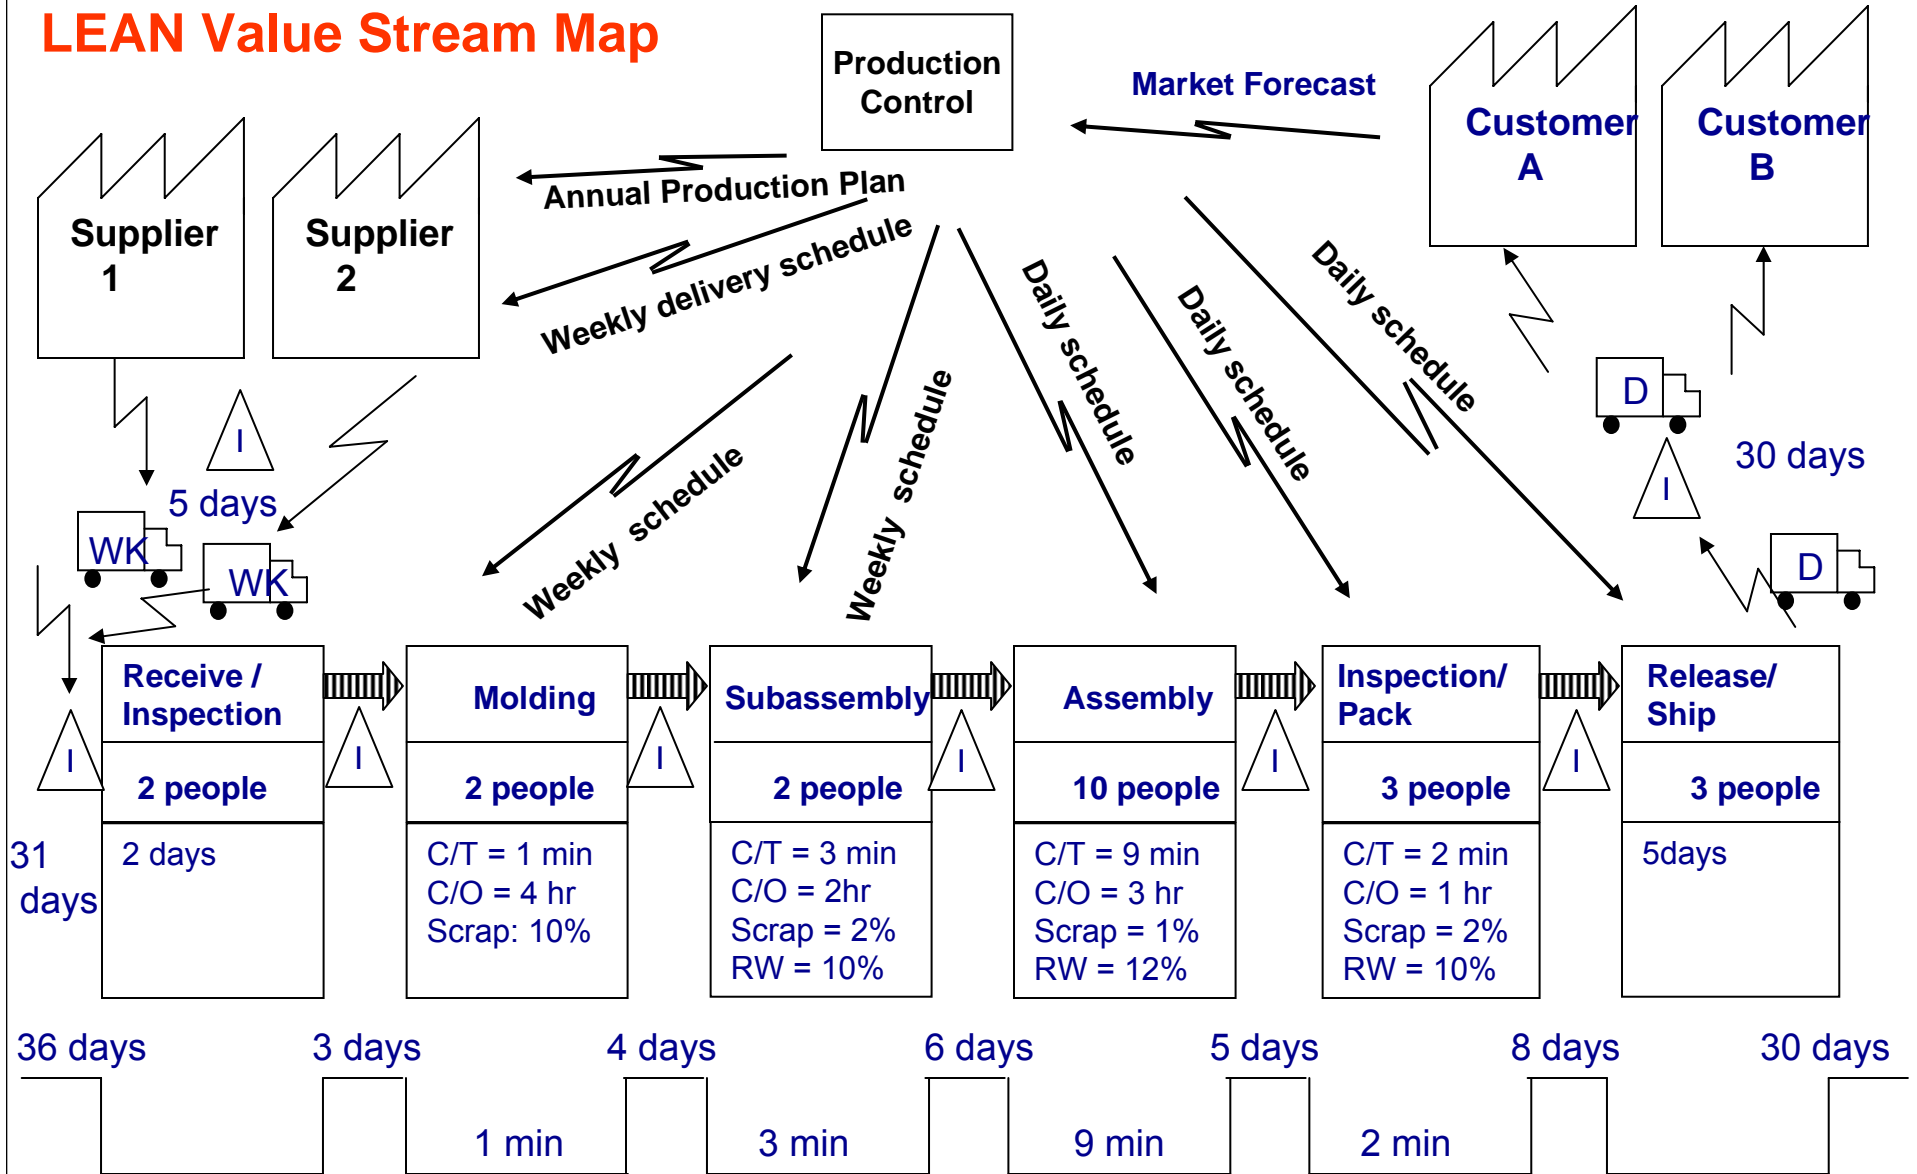 LEAN Value Stream Map
Production
Control
Market Forecast
Customer
A
Customer
B
Supplier
1
Supplier
2
Annual Production Plan
Weekly delivery schedule
Weekly schedule
Weekly schedule
Daily schedule
Daily schedule
Daily schedule
I
5 days
WK
WK
D
I
30 days
D
Receive /
Inspection
2 people
2 days
Molding
2 people
C/T = 1 min
C/O = 4 hr
Scrap: 10%
Subassembly
2 people
C/T = 3 min
C/O = 2hr
Scrap = 2%
RW = 10%
Assembly
10 people
C/T = 9 min
C/O = 3 hr
Scrap = 1%
RW = 12%
Inspection/
Pack
3 people
C/T = 2 min
C/O = 1 hr
Scrap = 2%
RW = 10%
Release/
Ship
3 people
5days
I
I
I
I
I
I
31
days
36 days
3 days
4 days
6 days
5 days
8 days
30 days
1 min
3 min
9 min
2 min